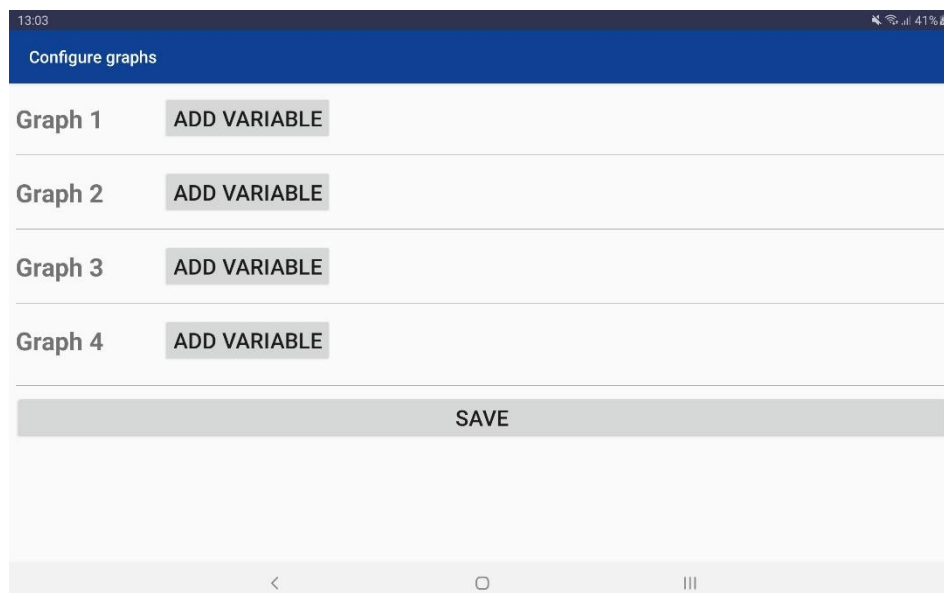 13:03 41%
Configure graphs
Graph 1 ADD VARIABLE
Graph 2 ADD VARIABLE
Graph 3 ADD VARIABLE
Graph 4 ADD VARIABLE
SAVE